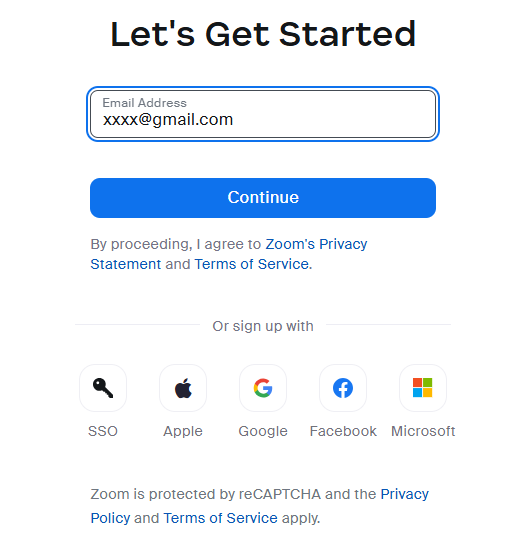 Let's Get Started
Email Address
xxxx@gmail.com
Continue
By proceeding, I agree to Zoom's Privacy
Statement and Terms of Service.
Or sign up with
SSO Apple Google Facebook Microsoft
Zoom is protected by reCAPTCHA and the Privacy
Policy and Terms of Service apply.